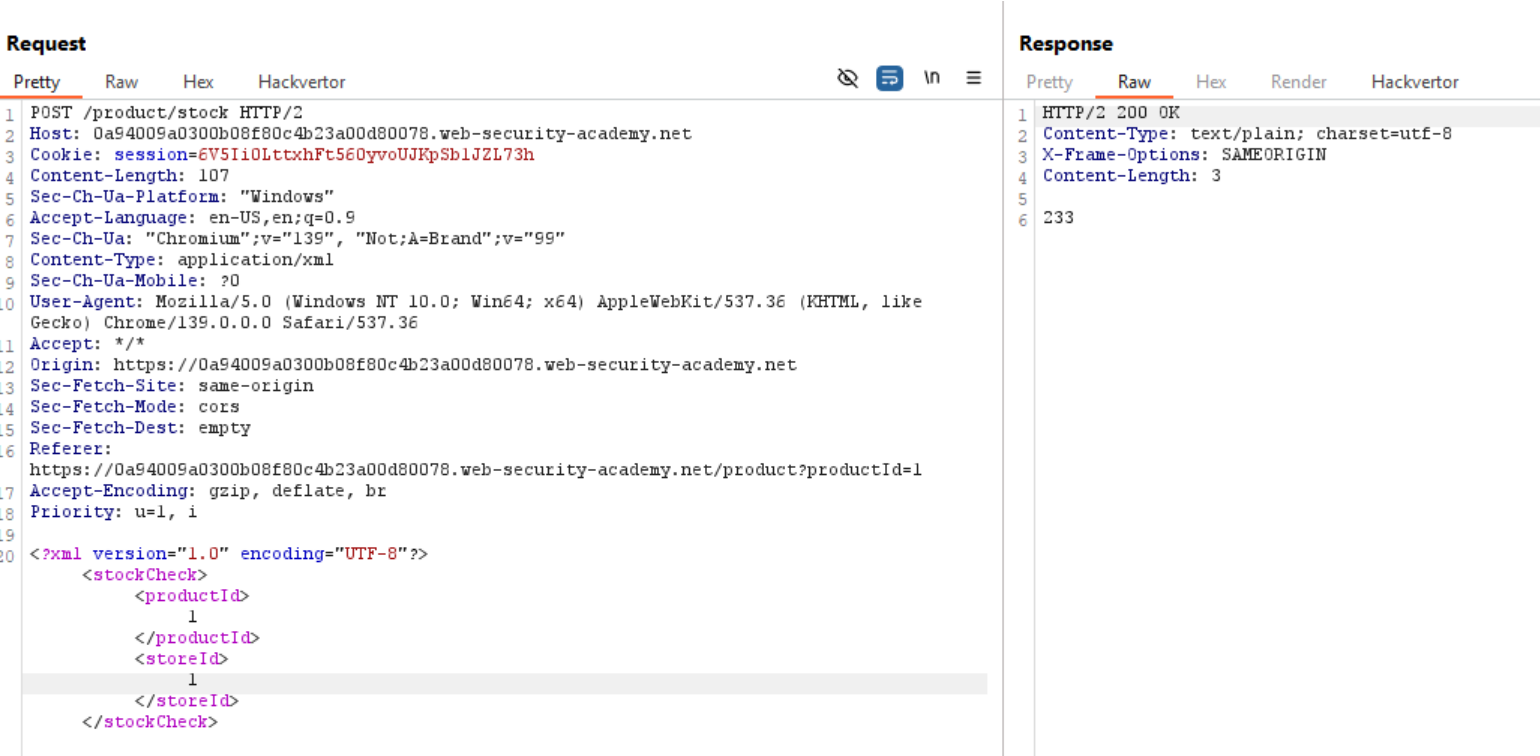 Request
Pretty Raw Hex Hackvertor \n
1 POST /product/stock HTTP/2
2 Host: 0a94009a0300b08f80c4b23a00d80078.web-security-academy.net
3 Cookie: session=6V5Ii0LttxhFt560yvoUJKpSb1JZL73h
4 Content-Length: 107
5 Sec-Ch-Ua-Platform: "Windows"
6 Accept-Language: en-US,en;q=0.9
7 Sec-Ch-Ua: "Chromium";v="139", "Not;A=Brand";v="99"
8 Content-Type: application/xml
9 Sec-Ch-Ua-Mobile: ?0
10 User-Agent: Mozilla/5.0 (Windows NT 10.0; Win64; x64) AppleWebKit/537.36 (KHTML, like
Gecko) Chrome/139.0.0.0 Safari/537.36
11 Accept: */*
12 Origin: https://0a94009a0300b08f80c4b23a00d80078.web-security-academy.net
13 Sec-Fetch-Site: same-origin
14 Sec-Fetch-Mode: cors
15 Sec-Fetch-Dest: empty
16 Referer:
https://0a94009a0300b08f80c4b23a00d80078.web-security-academy.net/product?productId=1
17 Accept-Encoding: gzip, deflate, br
18 Priority: u=1, i
19
20 <?xml version="1.0" encoding="UTF-8"?>
<stockCheck>
<productId>
1
</productId>
<storeId>
1
</storeId>
</stockCheck>
Response
Pretty Raw Hex Render Hackvertor
1 HTTP/2 200 OK
2 Content-Type: text/plain; charset=utf-8
3 X-Frame-Options: SAMEORIGIN
4 Content-Length: 3
5
6 233